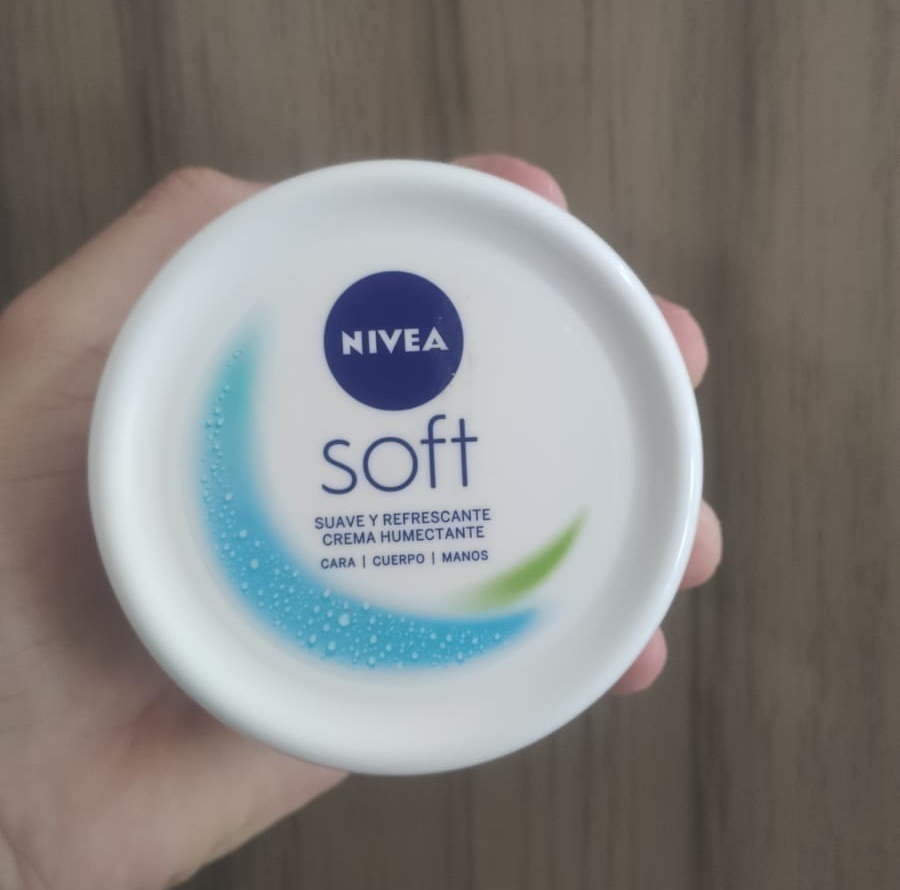 NIVEA
soft
SUAVE Y REFRESCANTE
CREMA HUMECTANTE
CARA | CUERPO | MANOS